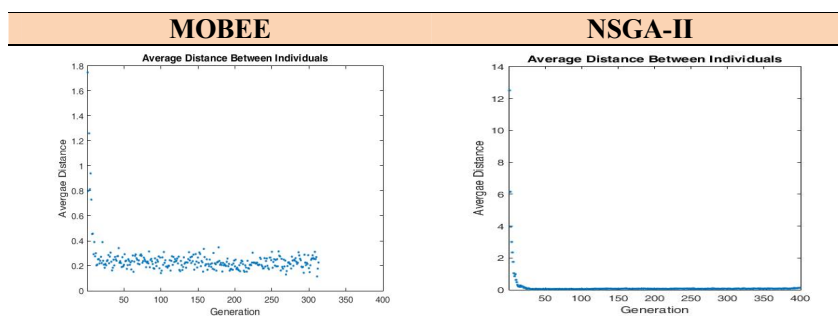 MOBEE NSGA-II
Average Distance Between Individuals
1.8
1.6
1.4
1.2
1
0.8
0.6
0.4
0.2
0
Avergae Distance
50 100 150 200 250 300 350 400
Generation
Average Distance Between Individuals
14
12
10
8
6
4
2
0
Avergae Distance
50 100 150 200 250 300 350 400
Generation